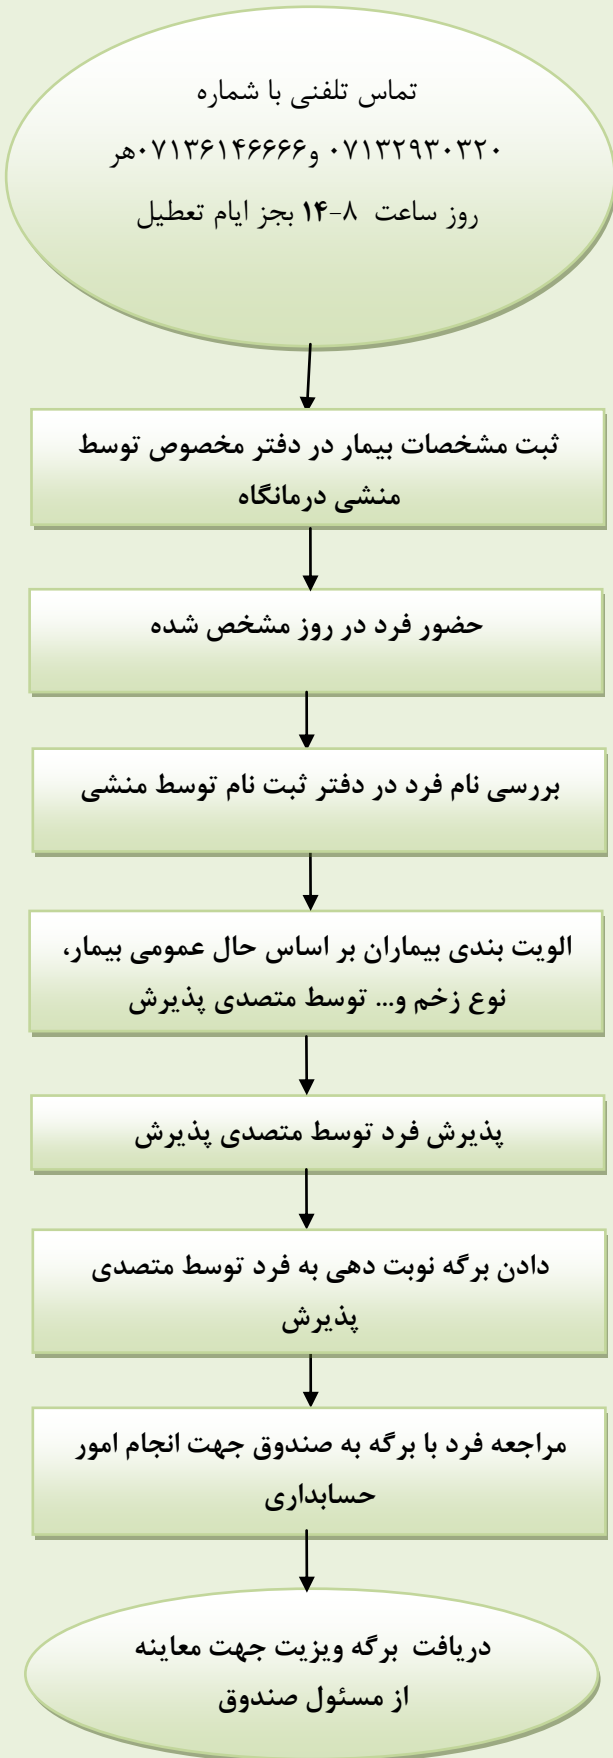 تماس تلفنی با شماره
۰۷۱۳۲۹۳۰۳۲۰ و۰۷۱۳۶۱۴۶۶۶۶هر
روز ساعت ۸-۱۴ بجز ایام تعطیل
ثبت مشخصات بیمار در دفتر مخصوص توسط
منشی درمانگاه
حضور فرد در روز مشخص شده
بررسی نام فرد در دفتر ثبت نام توسط منشی
الویت بندی بیماران بر اساس حال عمومی بیمار،
نوع زخم و... توسط متصدی پذیرش
پذیرش فرد توسط متصدی پذیرش
دادن برگه نوبت دهی به فرد توسط متصدی
پذیرش
مراجعه فرد با برگه به صندوق جهت انجام امور
حسابداری
دریافت برگه ویزیت جهت معاینه
از مسئول صندوق